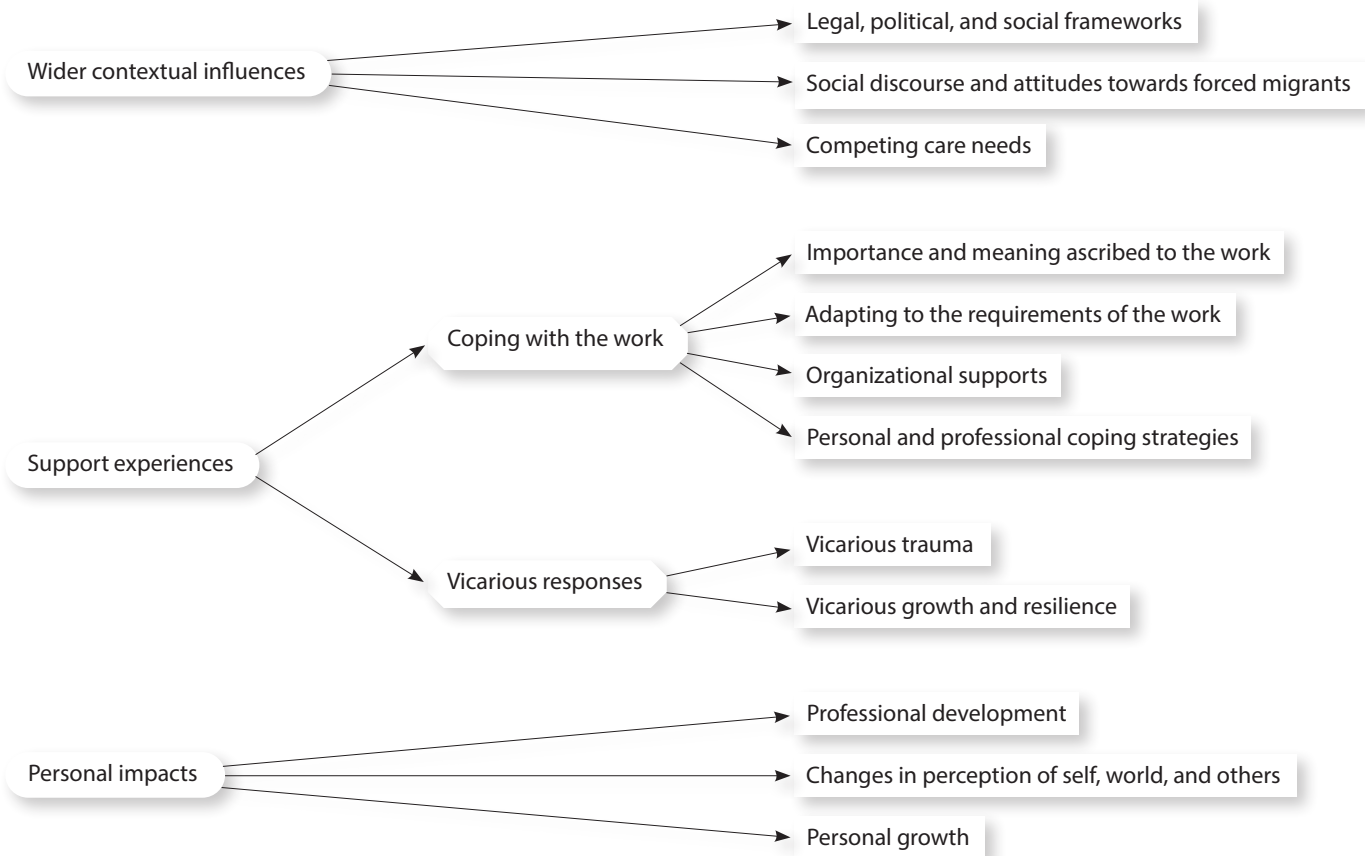 Wider contextual influences
Legal, political, and social frameworks
Social discourse and attitudes towards forced migrants
Competing care needs
Support experiences
Coping with the work
Importance and meaning ascribed to the work
Adapting to the requirements of the work
Organizational supports
Personal and professional coping strategies
Vicarious responses
Vicarious trauma
Vicarious growth and resilience
Personal impacts
Professional development
Changes in perception of self, world, and others
Personal growth